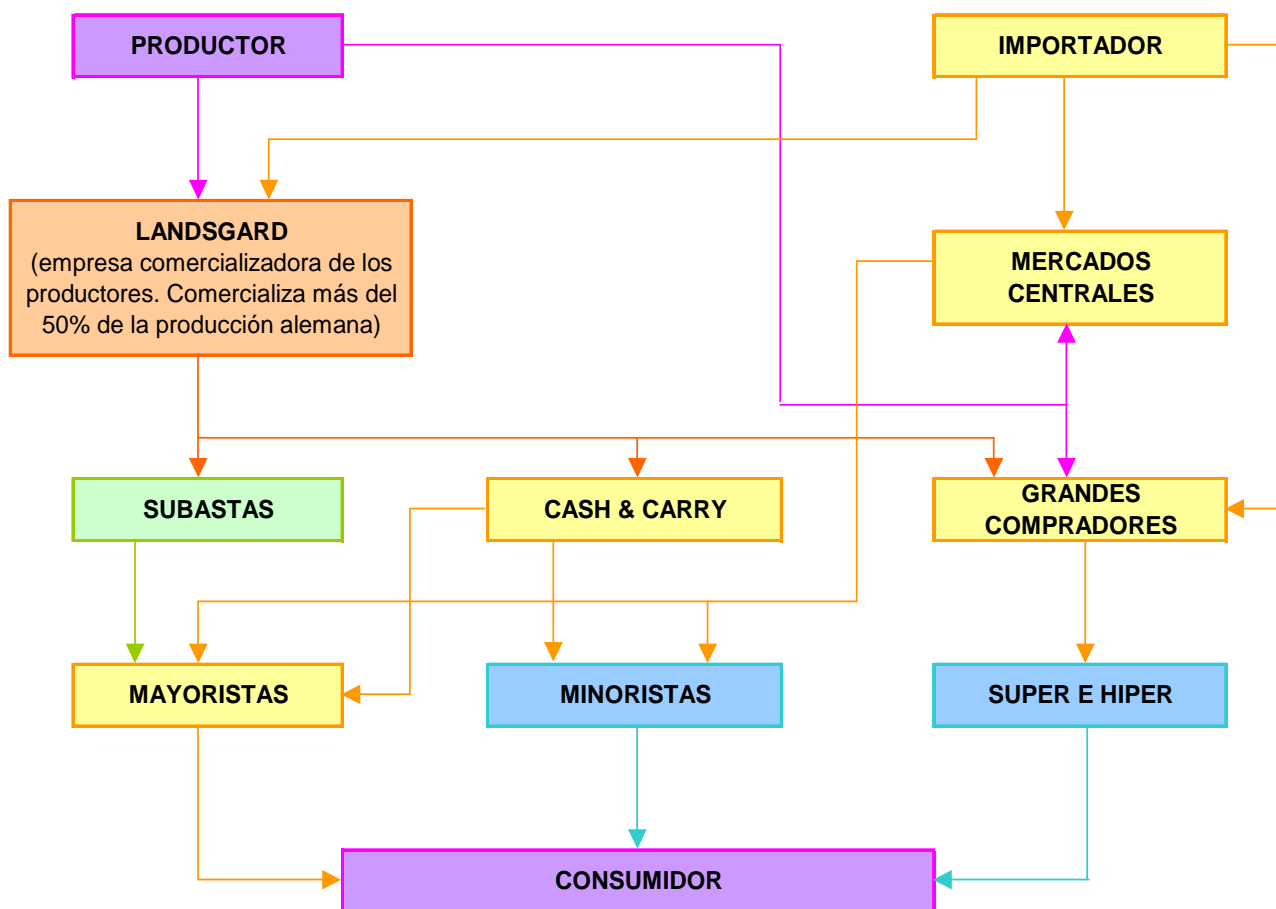 PRODUCTOR
IMPORTADOR
LANDSGARD
(empresa comercializadora de los
productores. Comercializa más del
50% de la producción alemana)
MERCADOS
CENTRALES
SUBASTAS
CASH & CARRY
GRANDES
COMPRADORES
MAYORISTAS
MINORISTAS
SUPER E HIPER
CONSUMIDOR